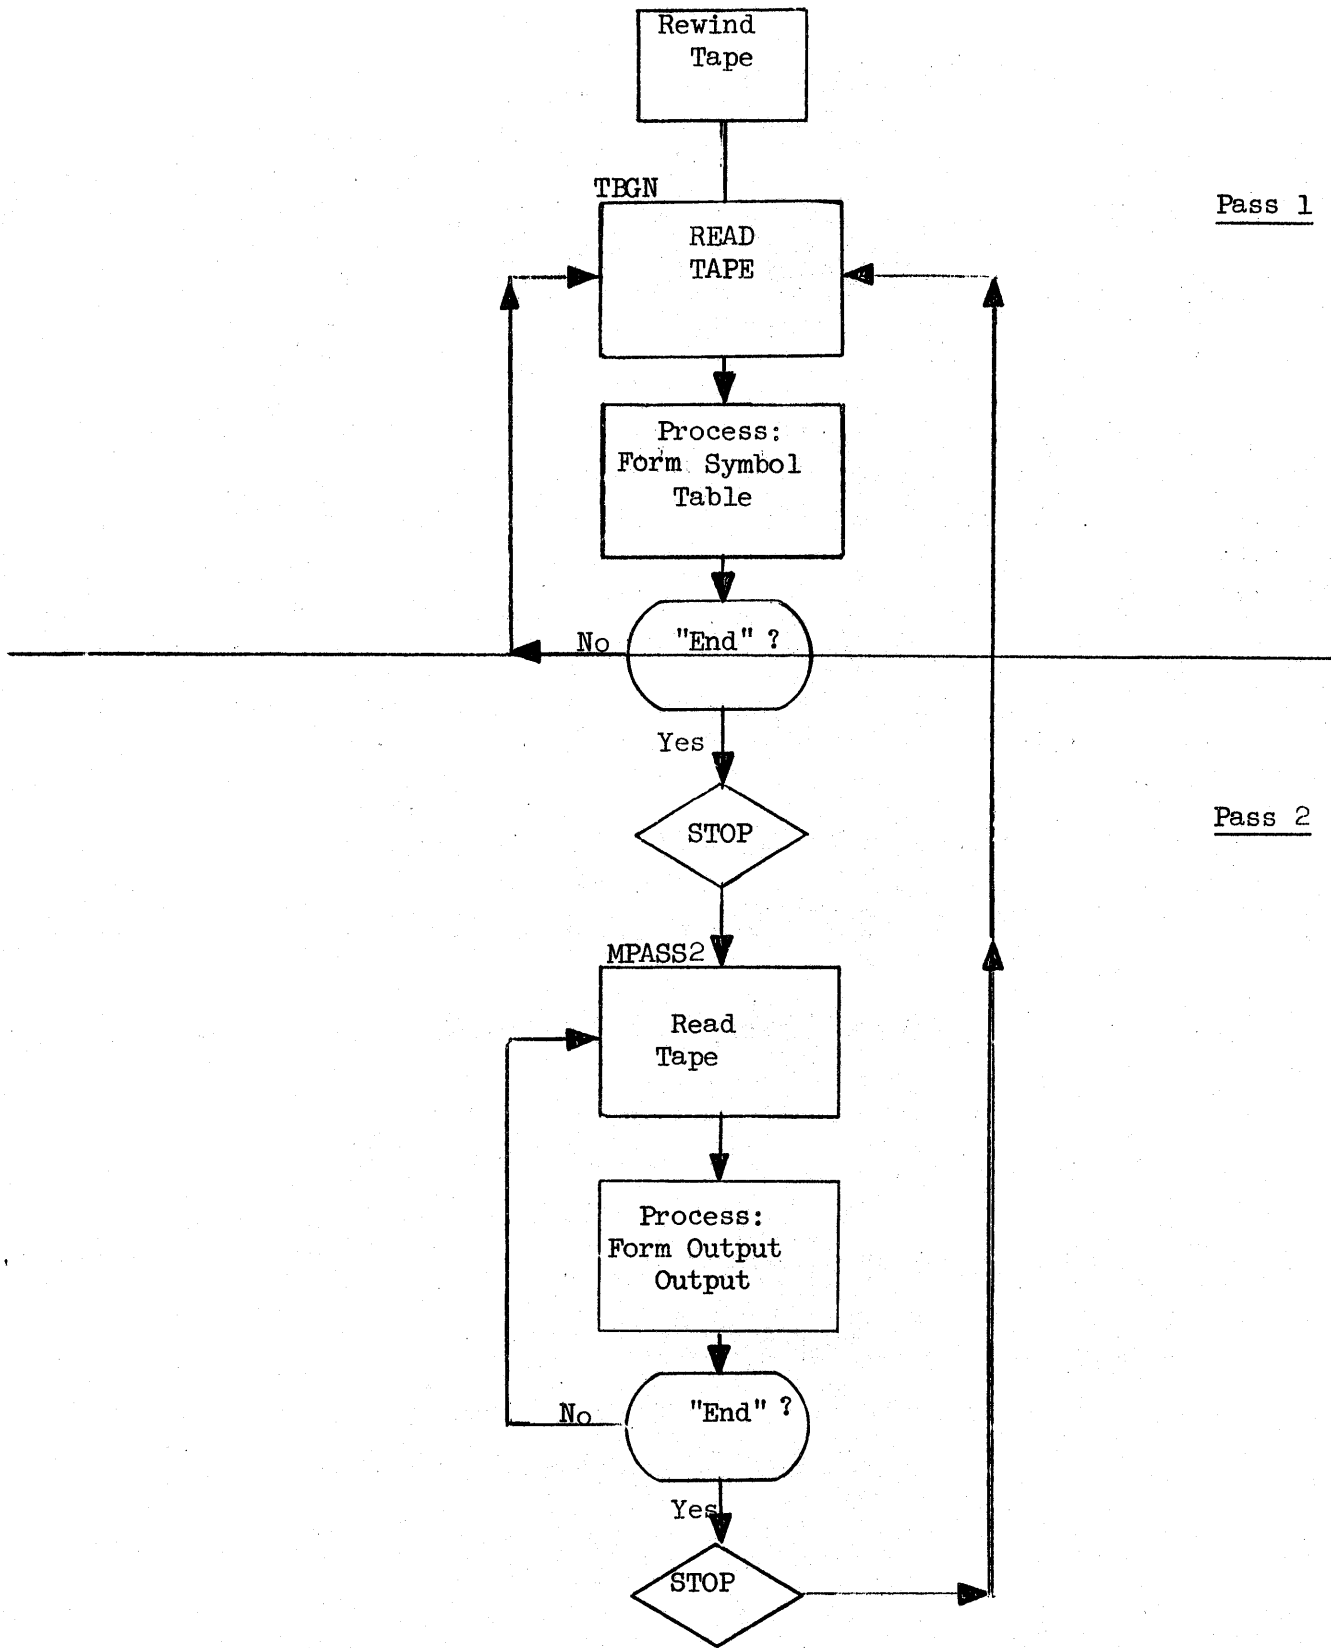 Rewind
Tape
TBGN
Pass 1
READ
TAPE
Process:
Form Symbol
Table
"End" ?
No
Yes
STOP
Pass 2
MPASS2
Read
Tape
Process:
Form Output
Output
"End" ?
No
Yes
STOP